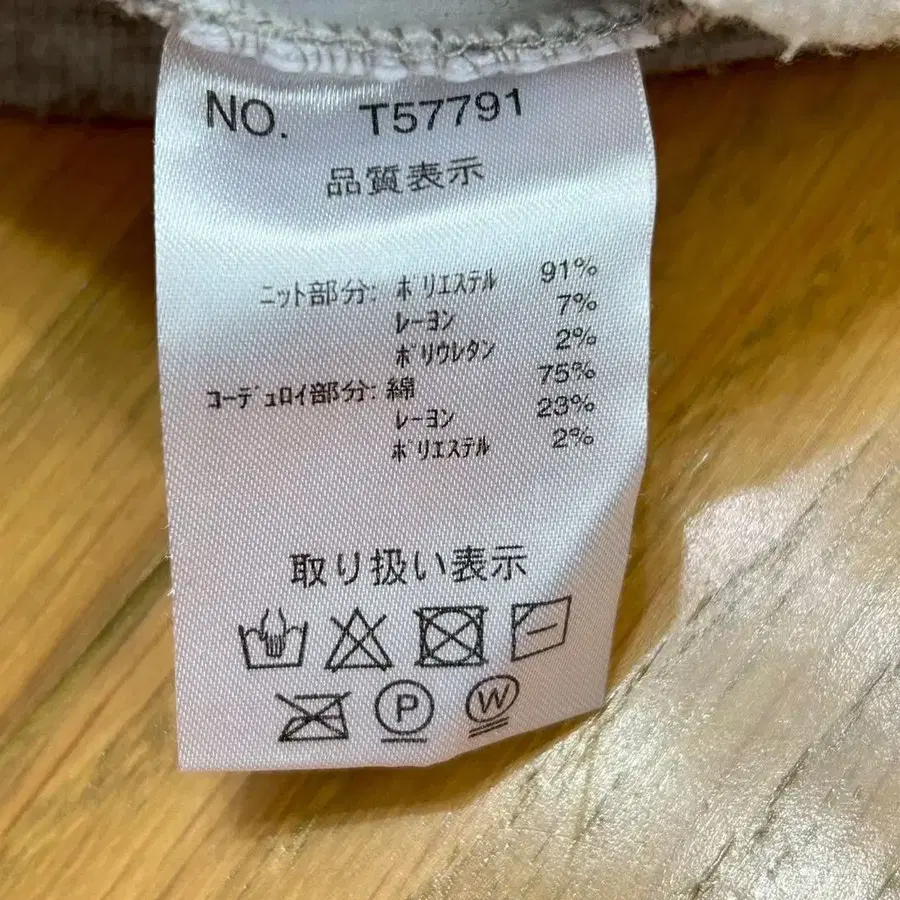 NO. T57791
品質表示
ニット部分: ポリエステル 91%
レーヨン 7%
ポリウレタン 2%
コーデュロイ部分: 綿 75%
レーヨン 23%
ポリエステル 2%
取り扱い表示
P W